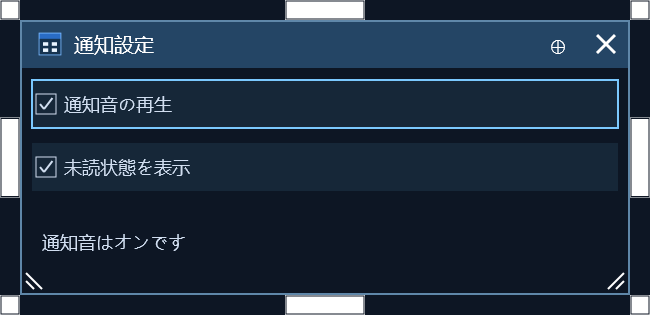 通知設定
通知音の再生
未読状態を表示
通知音はオンです